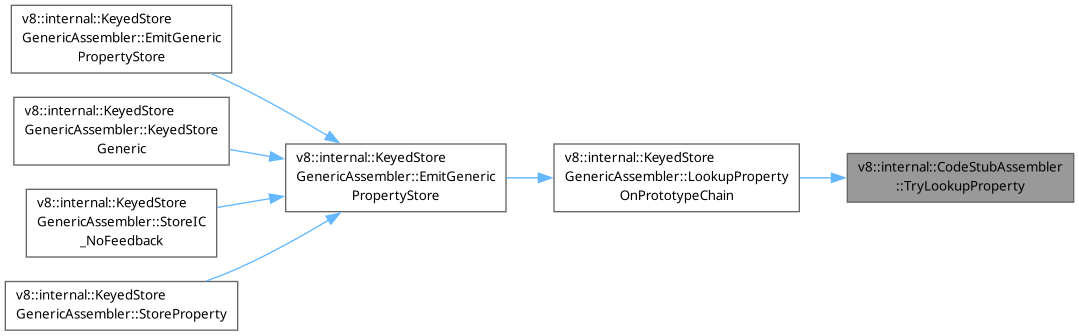 v8::internal::KeyedStore
GenericAssembler::EmitGeneric
PropertyStore
v8::internal::KeyedStore
GenericAssembler::KeyedStore
Generic
v8::internal::KeyedStore
GenericAssembler::StoreIC
_NoFeedback
v8::internal::KeyedStore
GenericAssembler::StoreProperty
v8::internal::KeyedStore
GenericAssembler::EmitGeneric
PropertyStore
v8::internal::KeyedStore
GenericAssembler::LookupProperty
OnPrototypeChain
v8::internal::CodeStubAssembler
::TryLookupProperty